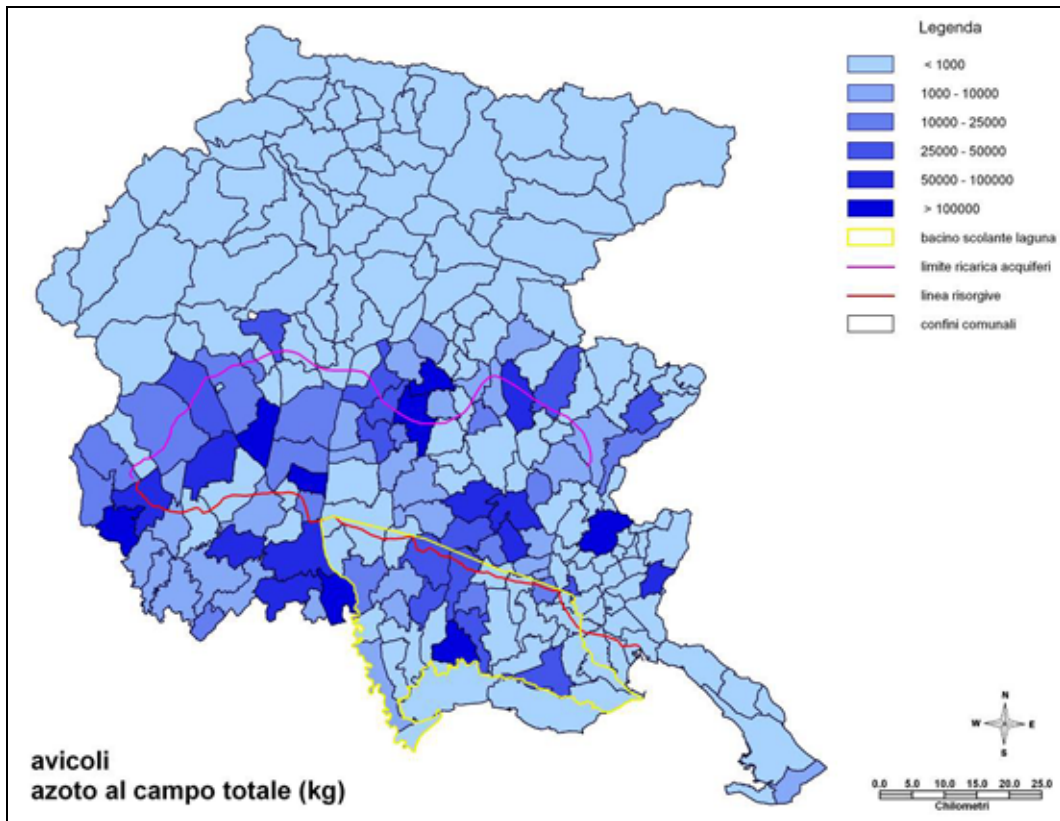 Legenda
< 1000
1000 - 10000
10000 - 25000
25000 - 50000
50000 - 100000
> 100000
bacino scolante laguna
limite ricarica acquiferi
linea risorgive
confini comunali
N
W E
S
avicoli
azoto al campo totale (kg)
0.0 5.0 10.0 15.0 20.0 25.0
Chilometri